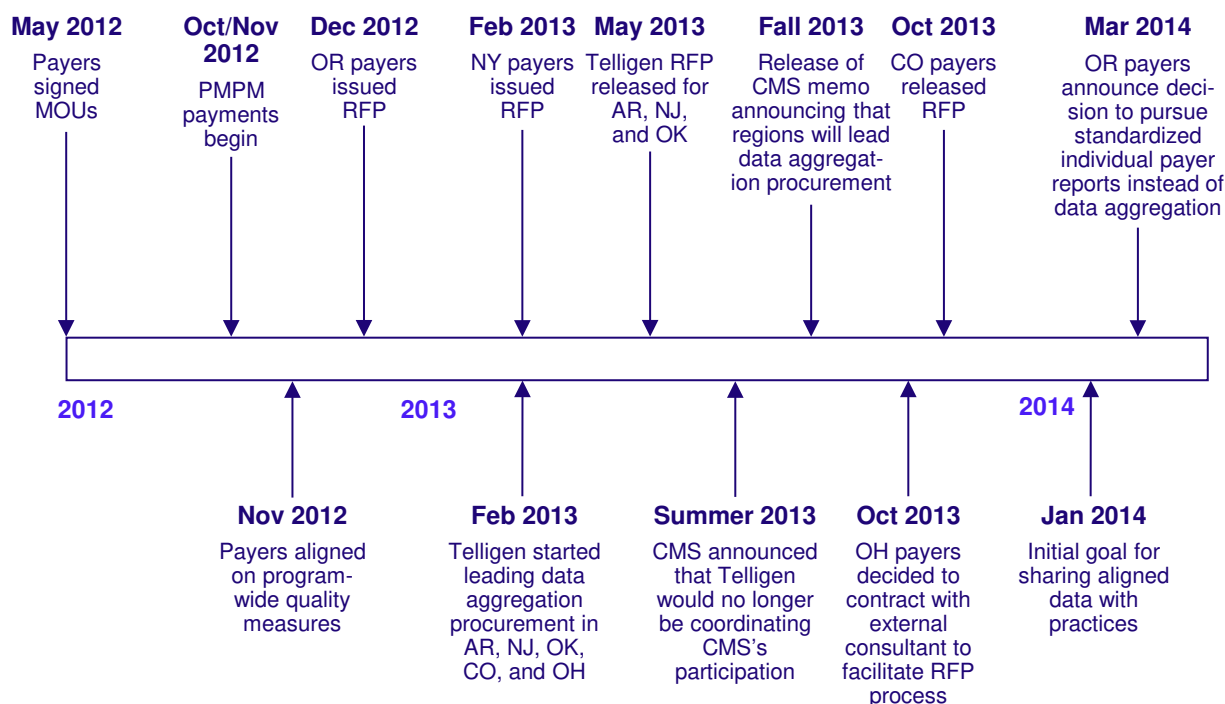 May 2012
Payers
signed
MOUs
Oct/Nov
2012
PMPM
payments
begin
Dec 2012
OR payers
issued
RFP
Feb 2013
NY payers
issued
RFP
May 2013
Telligen RFP
released for
AR, NJ,
and OK
Fall 2013
Release of
CMS memo
announcing that
regions will lead
data aggregat-
ion procurement
Oct 2013
CO payers
released
RFP
Mar 2014
OR payers
announce deci-
sion to pursue
standardized
individual payer
reports instead of
data aggregation
2012
2013
2014
Nov 2012
Payers aligned
on program-
wide quality
measures
Feb 2013
Telligen started
leading data
aggregation
procurement in
AR, NJ, OK,
CO, and OH
Summer 2013
CMS announced
that Telligen
would no longer
be coordinating
CMS's
participation
Oct 2013
OH payers
decided to
contract with
external
consultant to
facilitate RFP
process
Jan 2014
Initial goal for
sharing aligned
data with
practices